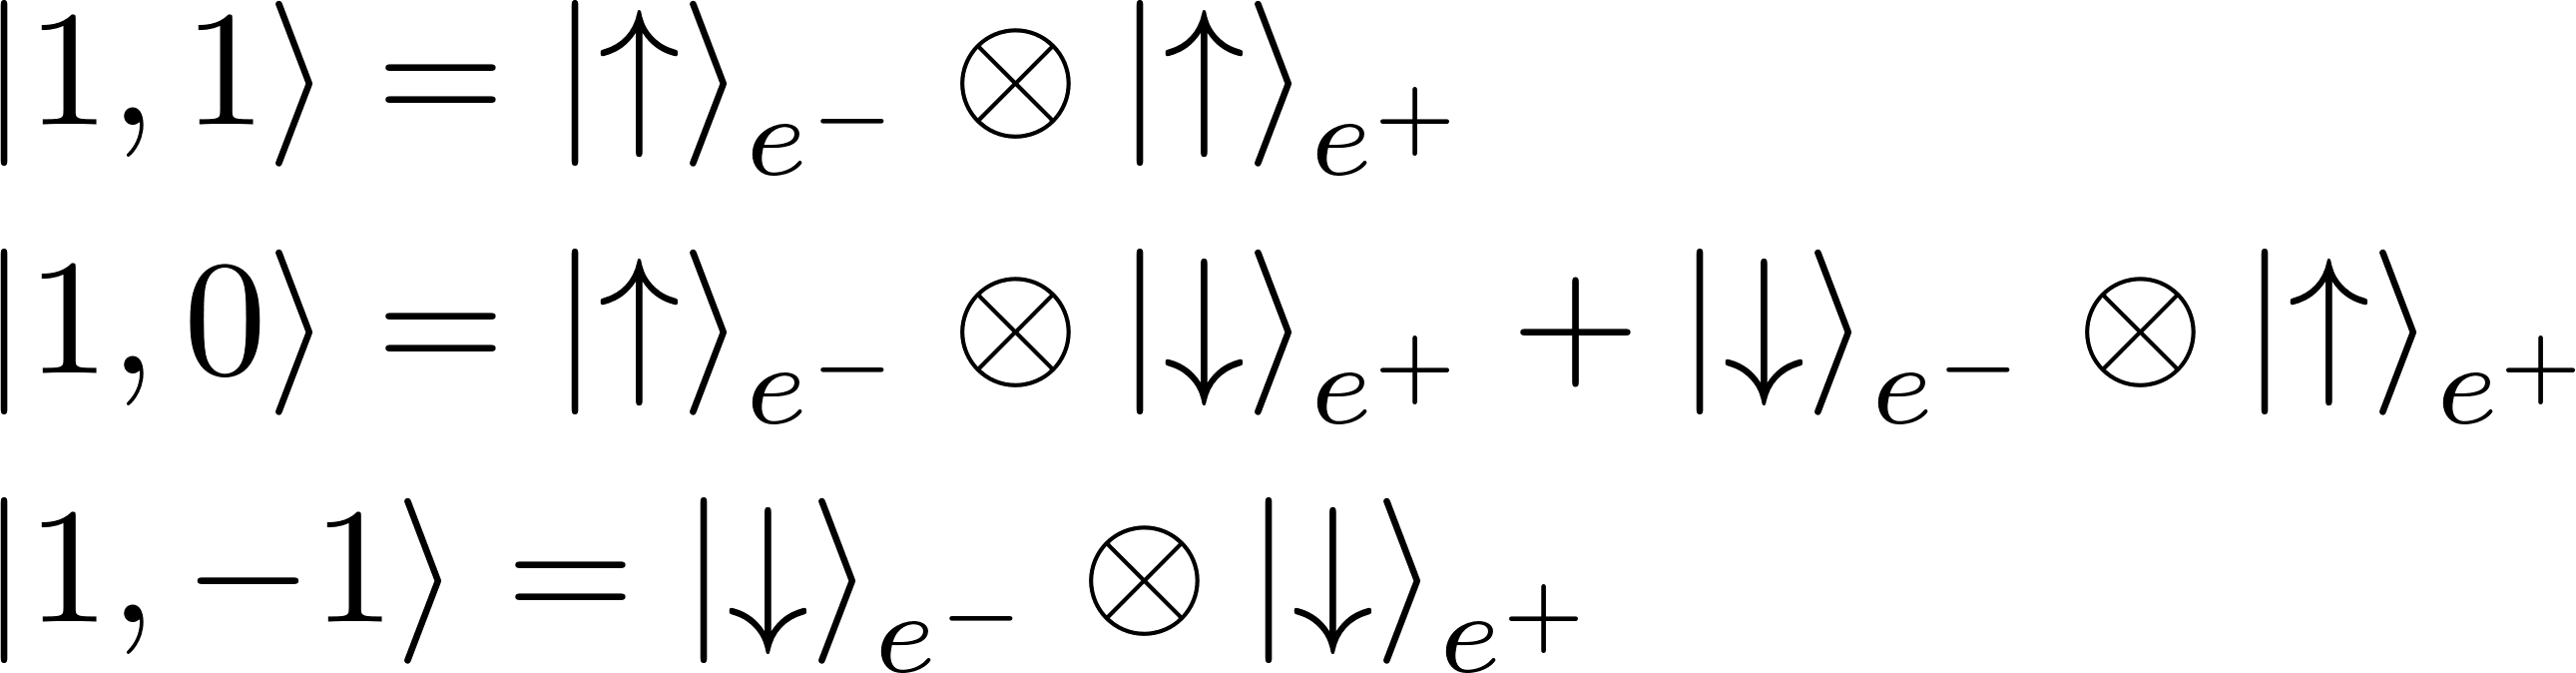 |1, 1⟩ = |↑⟩ₑ₋ ⊗ |↑⟩ₑ₊
|1, 0⟩ = |↑⟩ₑ₋ ⊗ |↓⟩ₑ₊ + |↓⟩ₑ₋ ⊗ |↑⟩ₑ₊
|1, −1⟩ = |↓⟩ₑ₋ ⊗ |↓⟩ₑ₊